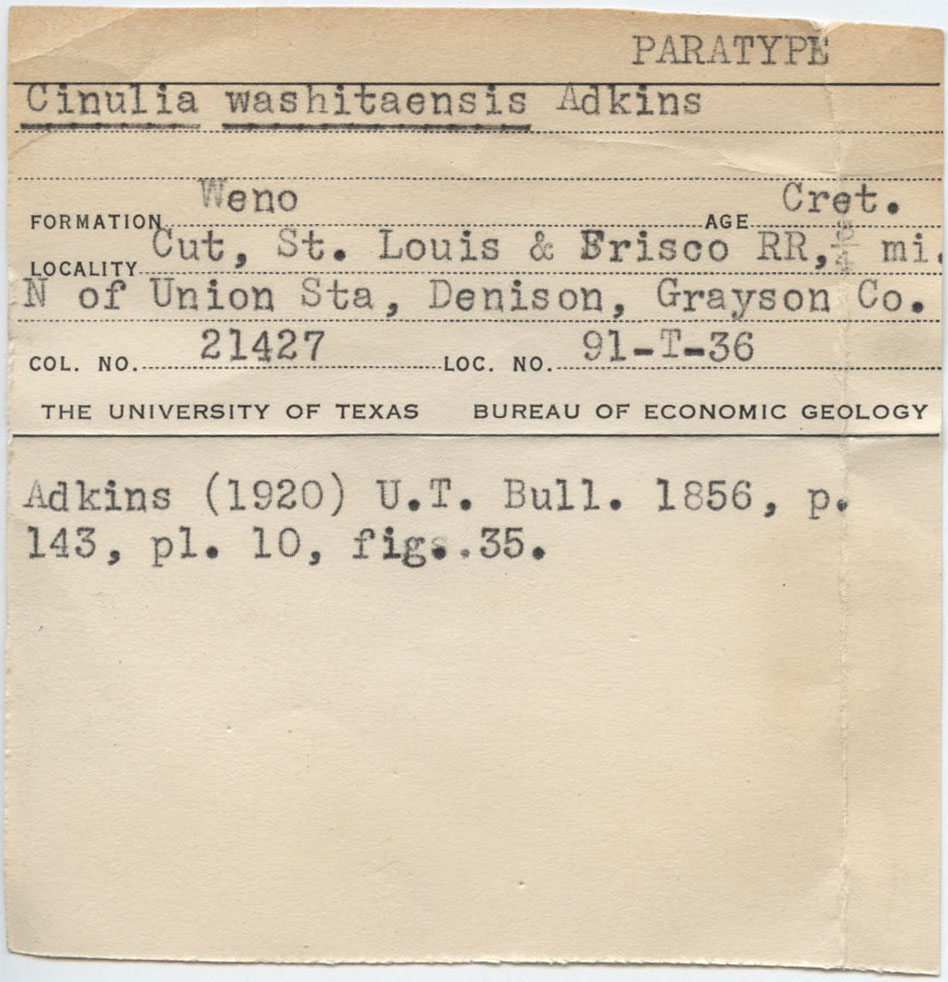 PARATYPE
Cinulia washitaensis Adkins
FORMATION Weno AGE Cret.
LOCALITY Cut, St. Louis & Frisco RR, 3/4 mi.
N of Union Sta, Denison, Grayson Co.
COL. NO. 21427 LOC. NO. 91-T-36
THE UNIVERSITY OF TEXAS BUREAU OF ECONOMIC GEOLOGY
Adkins (1920) U.T. Bull. 1856, p.
143, pl. 10, figs..35.